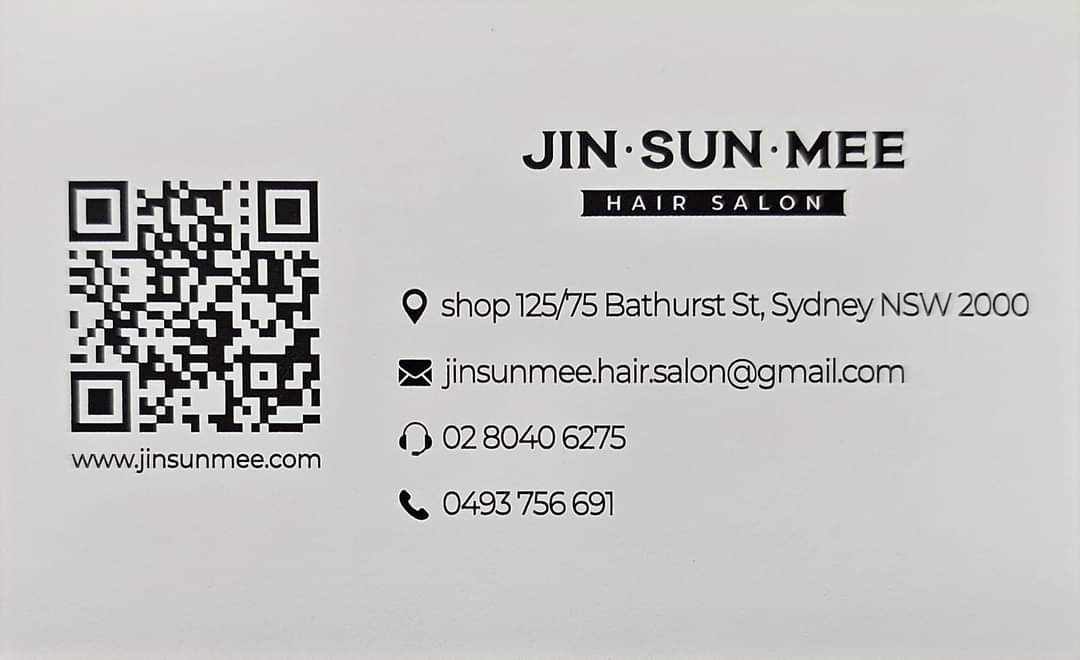 JIN·SUN·MEE
HAIR SALON
shop 125/75 Bathurst St, Sydney NSW 2000
jinsunmee.hair.salon@gmail.com
02 8040 6275
0493 756 691
www.jinsunmee.com